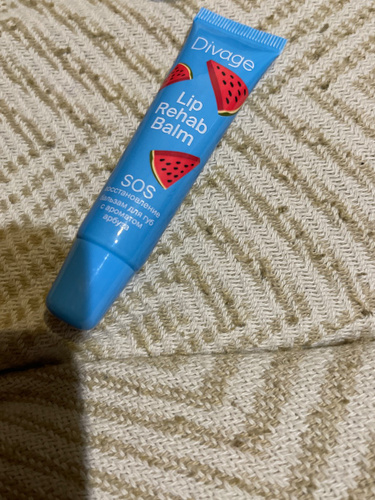 Divage
Lip
Rehab
Balm
SOS
восстановление
бальзам для губ
с ароматом
арбуза